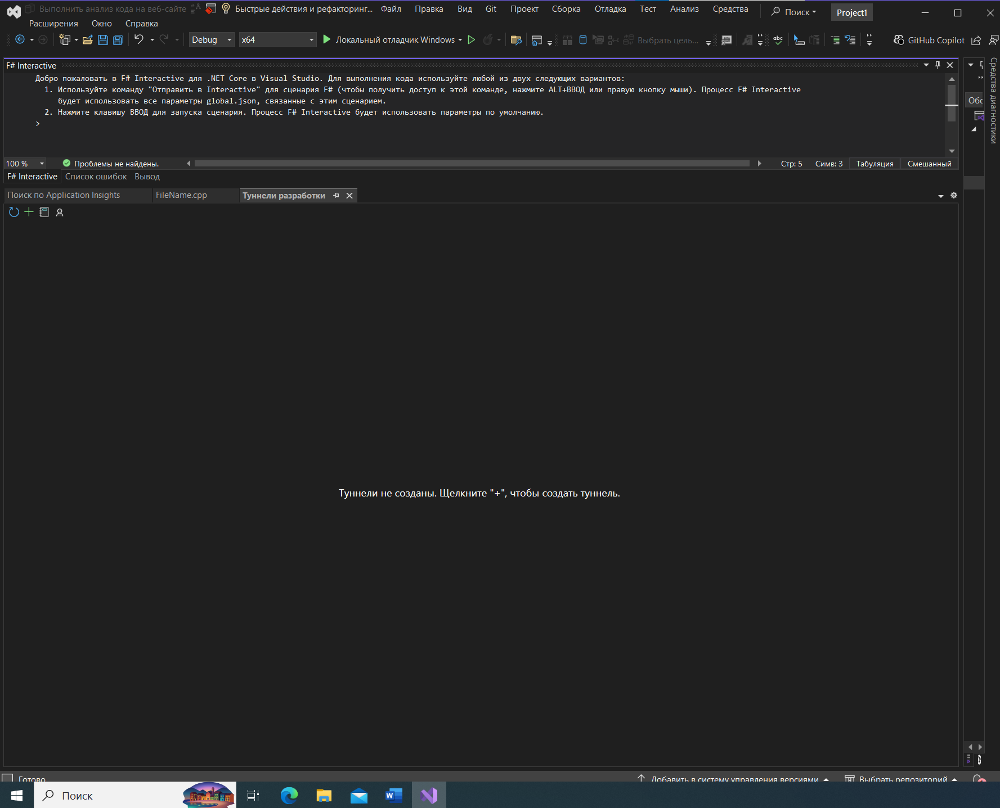 Выполнить анализ кода на веб-сайте Быстрые действия и рефакторинг... Файл Правка Вид Git Проект Сборка Отладка Тест Анализ Средства Поиск Project1
Расширения Окно Справка
Debug x64 Локальный отладчик Windows Выбрать цель... abc GitHub Copilot
F# Interactive
Добро пожаловать в F# Interactive для .NET Core в Visual Studio. Для выполнения кода используйте любой из двух следующих вариантов:
1. Используйте команду "Отправить в Interactive" для сценария F# (чтобы получить доступ к этой команде, нажмите ALT+ВВОД или правую кнопку мыши). Процесс F# Interactive
будет использовать все параметры global.json, связанные с этим сценарием.
2. Нажмите клавишу ВВОД для запуска сценария. Процесс F# Interactive будет использовать параметры по умолчанию.
>
Средства диагностики
100 % Проблемы не найдены. Стр: 5 Симв: 3 Табуляция Смешанный
F# Interactive Список ошибок Вывод
Поиск по Application Insights FileName.cpp Туннели разработки
Туннели не созданы. Щелкните "+", чтобы создать туннель.
Готово Добавить в систему управления версиями Выбрать репозиторий
Поиск